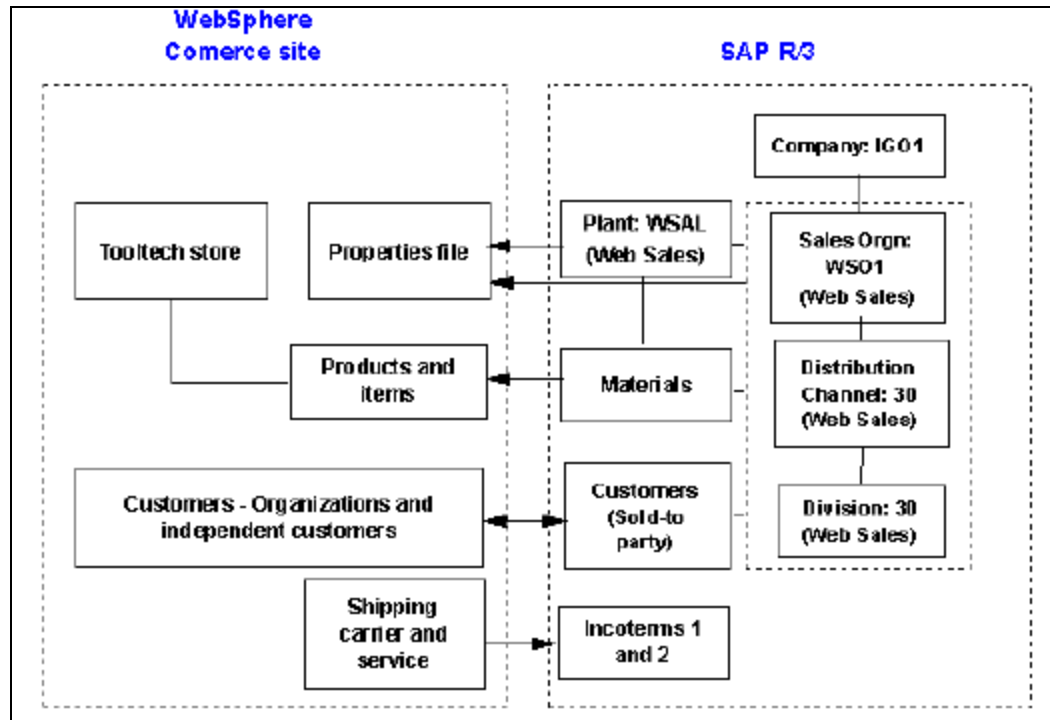 WebSphere
Comerce site
SAP R/3
Company: IGO1
Tooltech store
Properties file
Plant: WSAL
(Web Sales)
Sales Orgn:
WSO1
(Web Sales)
Products and
items
Materials
Distribution
Channel: 30
(Web Sales)
Customers - Organizations and
independent customers
Customers
(Sold-to
party)
Division: 30
(Web Sales)
Shipping
carrier and
service
Incoterms 1
and 2